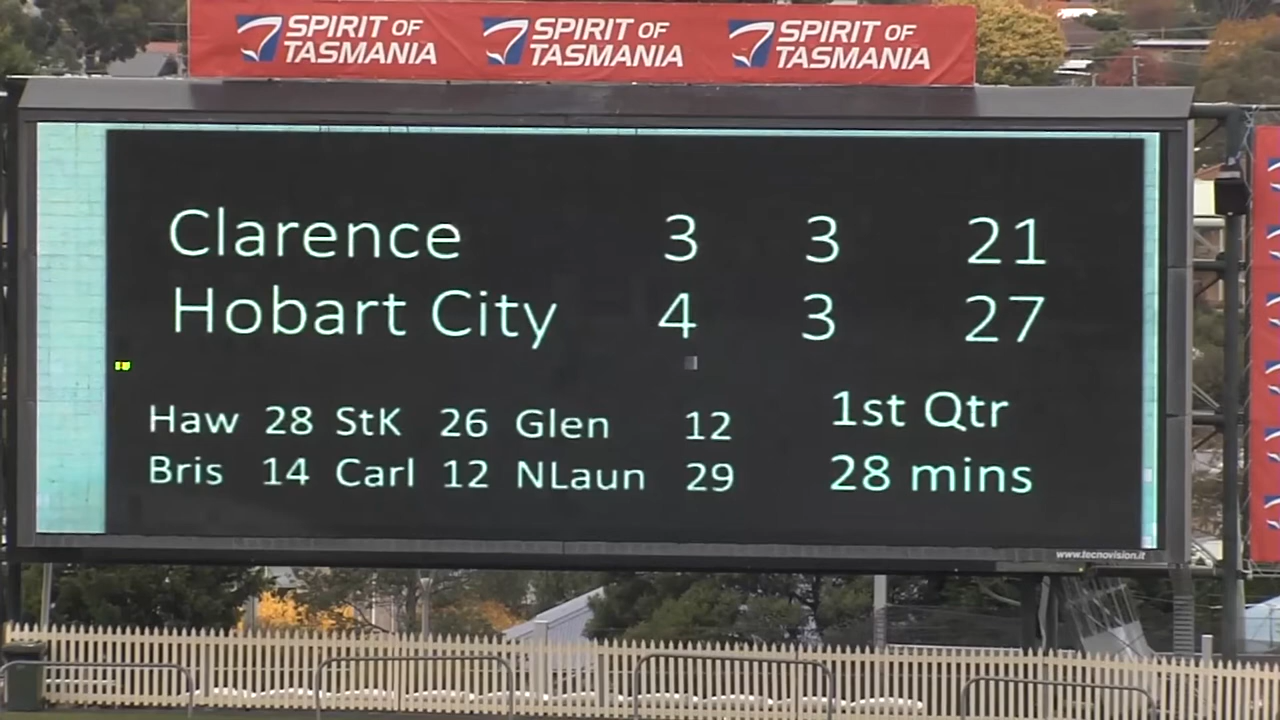 SPIRIT OF TASMANIA SPIRIT OF TASMANIA SPIRIT OF TASMANIA
Clarence 3 3 21
Hobart City 4 3 27
Haw 28 StK 26 Glen 12 1st Qtr
Bris 14 Carl 12 NLaun 29 28 mins
www.tecnovision.it